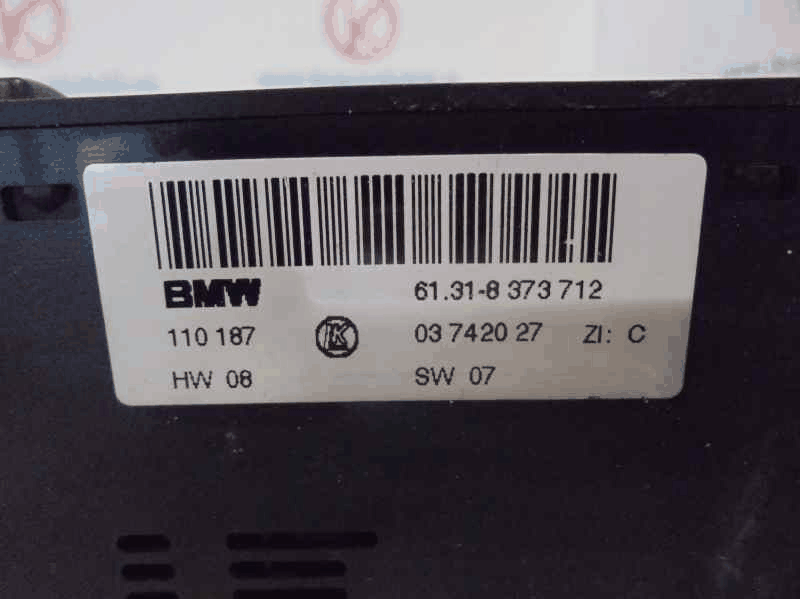 BMW 61.31-8 373 712
110 187 K 03 7420 27 ZI: C
HW 08 SW 07